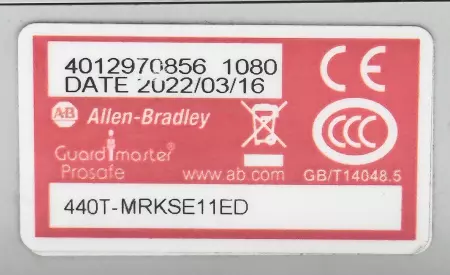 4012970856 1080
DATE 2022/03/16
CE
AB Allen-Bradley
CCC
Guardmaster®
Prosafe
www.ab.com
GB/T14048.5
440T-MRKSE11ED